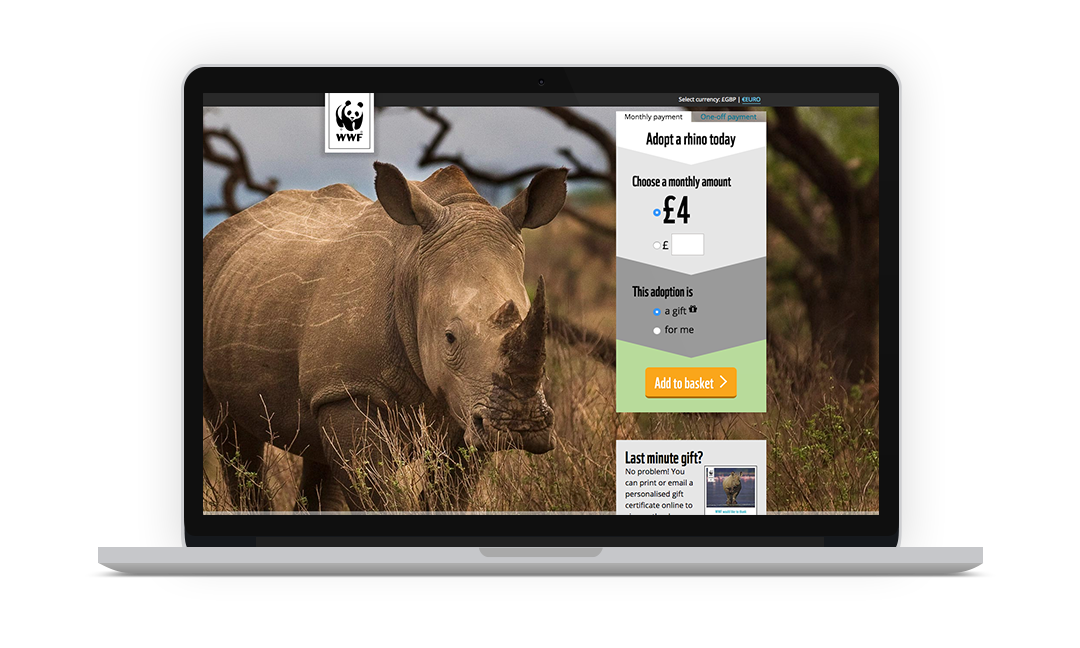 Select currency: £GBP | €EURO
WWF
Monthly payment
One-off payment
Adopt a rhino today
Choose a monthly amount
£4
£
This adoption is
a gift
for me
Add to basket
Last minute gift?
No problem! You
can print or email a
personalised gift
certificate online to